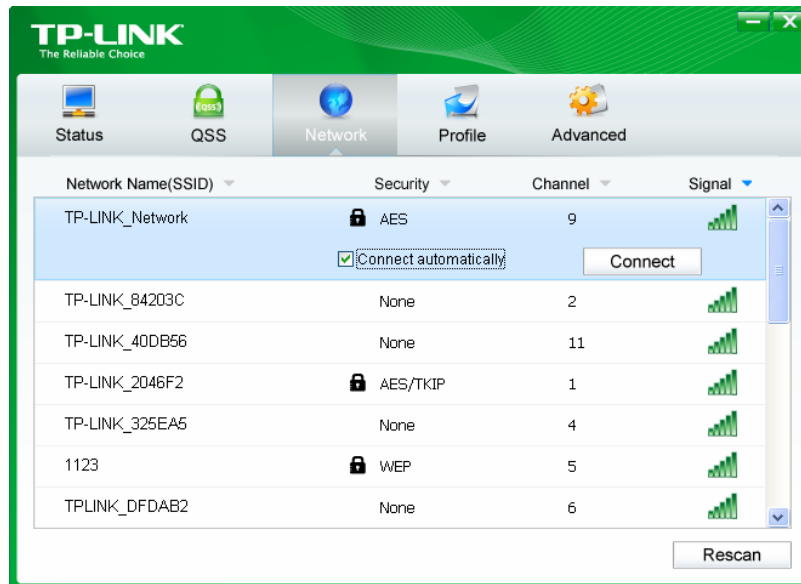 TP-LINK
The Reliable Choice
Status QSS Network Profile Advanced
Network Name(SSID) Security Channel Signal
TP-LINK_Network AES 9
Connect automatically Connect
TP-LINK_84203C None 2
TP-LINK_40DB56 None 11
TP-LINK_2046F2 AES/TKIP 1
TP-LINK_325EA5 None 4
1123 WEP 5
TPLINK_DFDAB2 None 6
Rescan